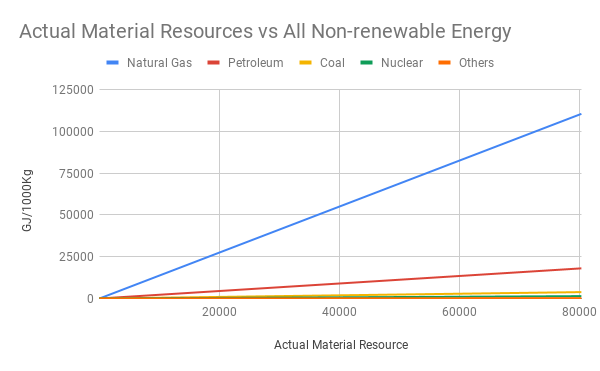 Actual Material Resources vs All Non-renewable Energy
Natural Gas Petroleum Coal Nuclear Others
125000
100000
75000
50000
25000
0
GJ/1000Kg
20000 40000 60000 80000
Actual Material Resource